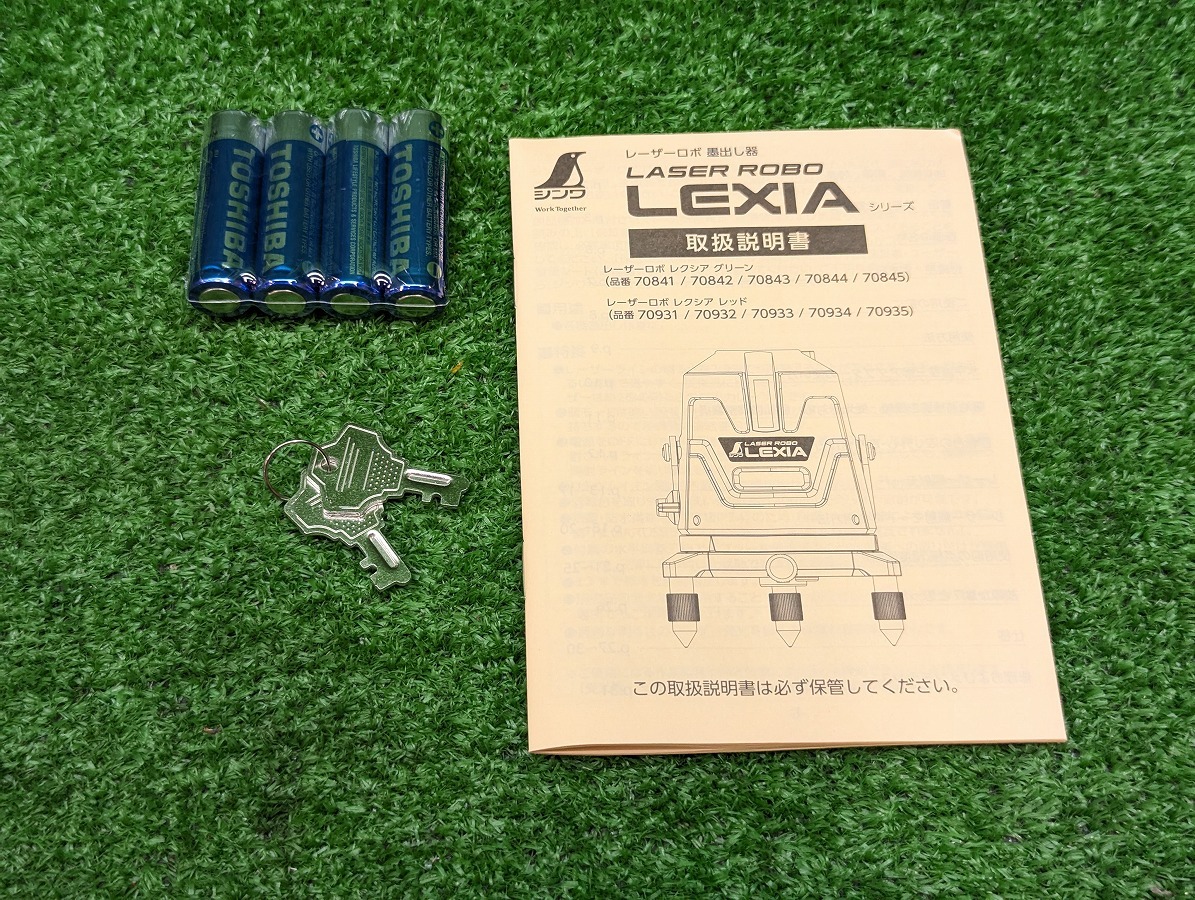 TOSHIBA
TOSHIBA
TOSHIBA
シンワ
Work Together
レーザーロボ 墨出し器
LASER ROBO
LEXIA シリーズ
取扱説明書
レーザーロボ レクシア グリーン
(品番 70841 / 70842 / 70843 / 70844 / 70845)
レーザーロボ レクシア レッド
(品番 70931 / 70932 / 70933 / 70934 / 70935)
シンワ
LASER ROBO
LEXIA
この取扱説明書は必ず保管してください。